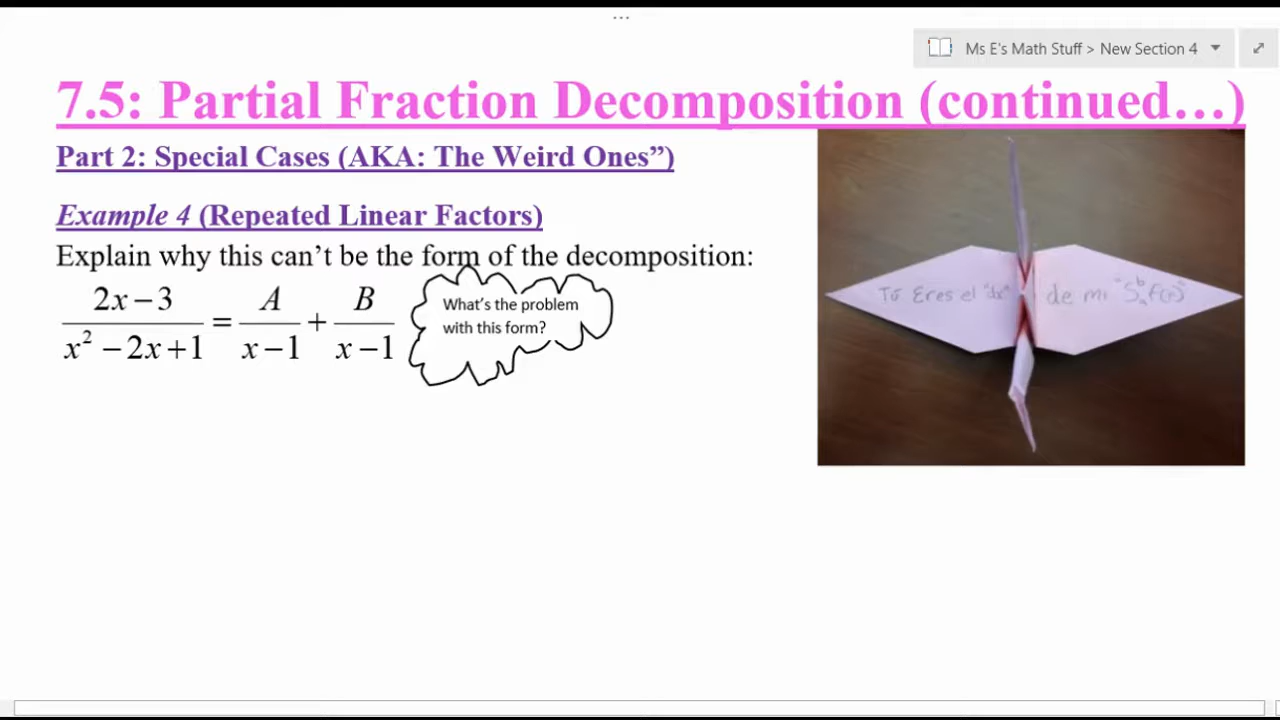 ...
Ms E's Math Stuff > New Section 4
7.5: Partial Fraction Decomposition (continued…)
Part 2: Special Cases (AKA: The Weird Ones”)
Example 4 (Repeated Linear Factors)
Explain why this can’t be the form of the decomposition:
(2x − 3)/(x² − 2x + 1) = A/(x − 1) + B/(x − 1)
What’s the problem
with this form?
Tú Eres el "dx" de mi "∫ₐᵇ f(x)"